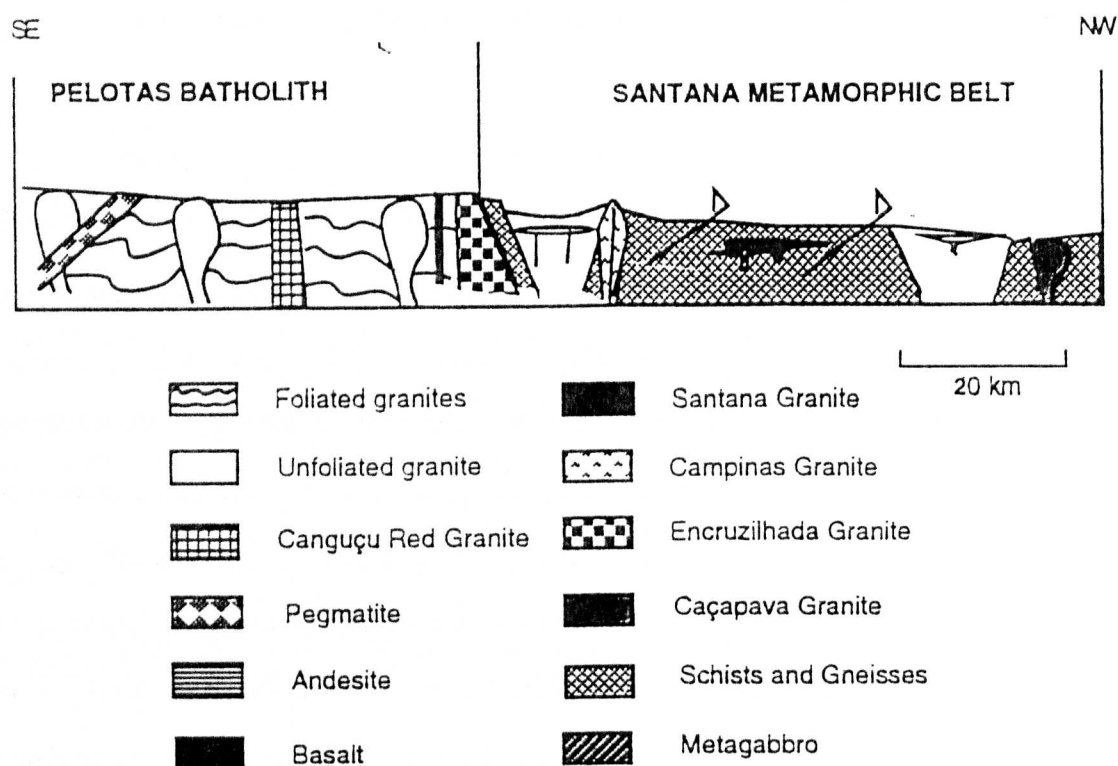 SE NW
PELOTAS BATHOLITH SANTANA METAMORPHIC BELT
20 km
Foliated granites
Unfoliated granite
Canguçu Red Granite
Pegmatite
Andesite
Basalt
Santana Granite
Campinas Granite
Encruzilhada Granite
Caçapava Granite
Schists and Gneisses
Metagabbro